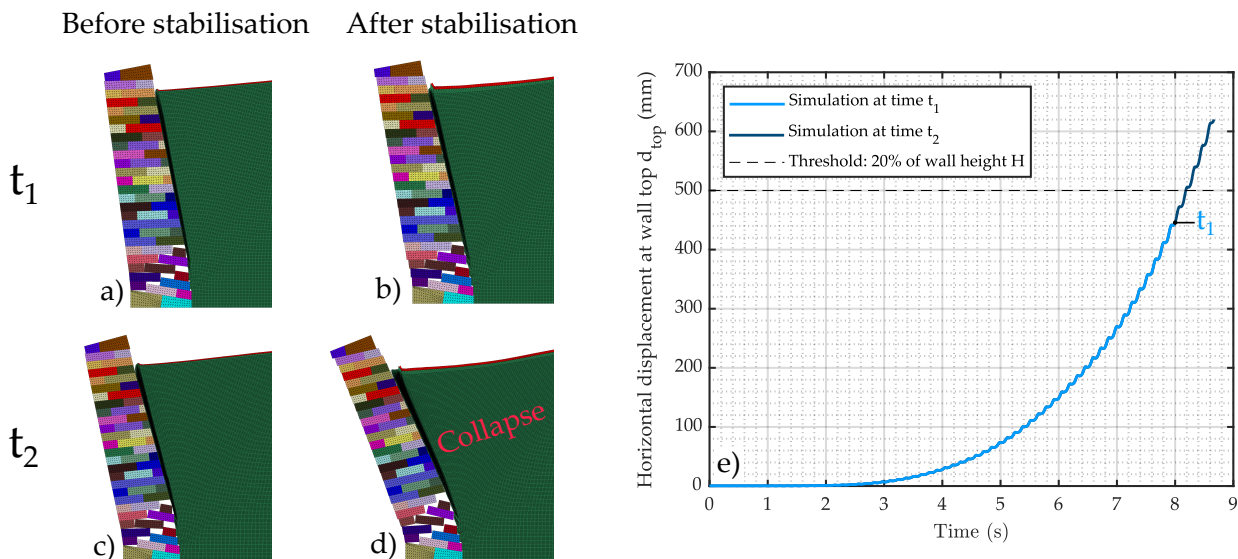 Before stabilisation
After stabilisation
t1
a)
b)
t2
c)
d)
Collapse
Horizontal displacement at wall top d_top (mm)
700
600
500
400
300
200
100
0
Simulation at time t1
Simulation at time t2
Threshold: 20% of wall height H
t1
e)
0 1 2 3 4 5 6 7 8 9
Time (s)